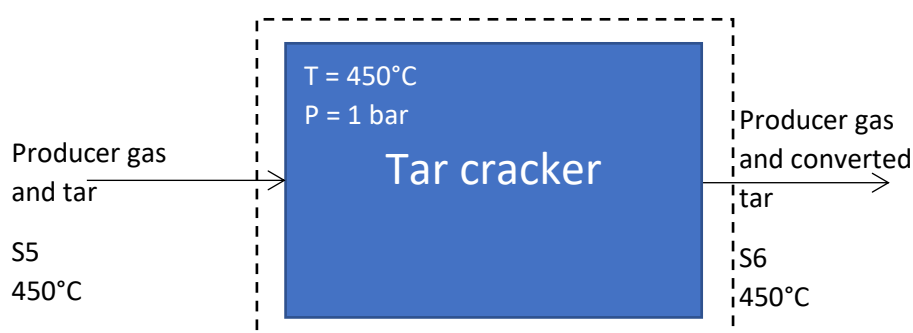 T = 450°C
P = 1 bar
Tar cracker
Producer gas
and tar
S5
450°C
Producer gas
and converted
tar
S6
450°C